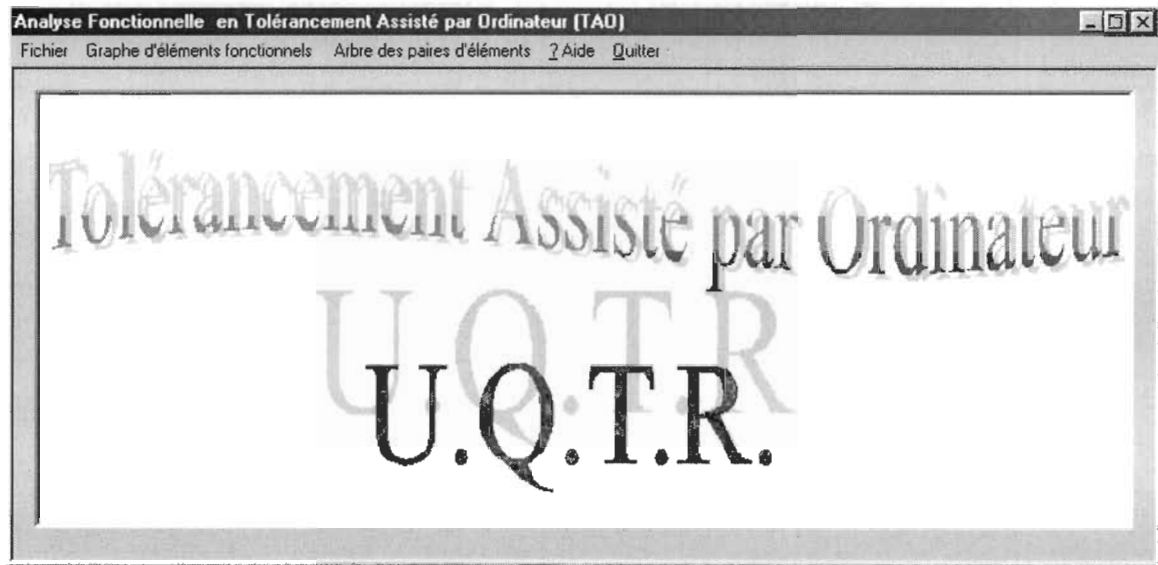 Analyse Fonctionnelle en Tolérancement Assisté par Ordinateur (TAO)
Fichier Graphe d'éléments fonctionnels Arbre des paires d'éléments ? Aide Quitter
Tolérancement Assisté par Ordinateur
U.Q.T.R
U.Q.T.R.